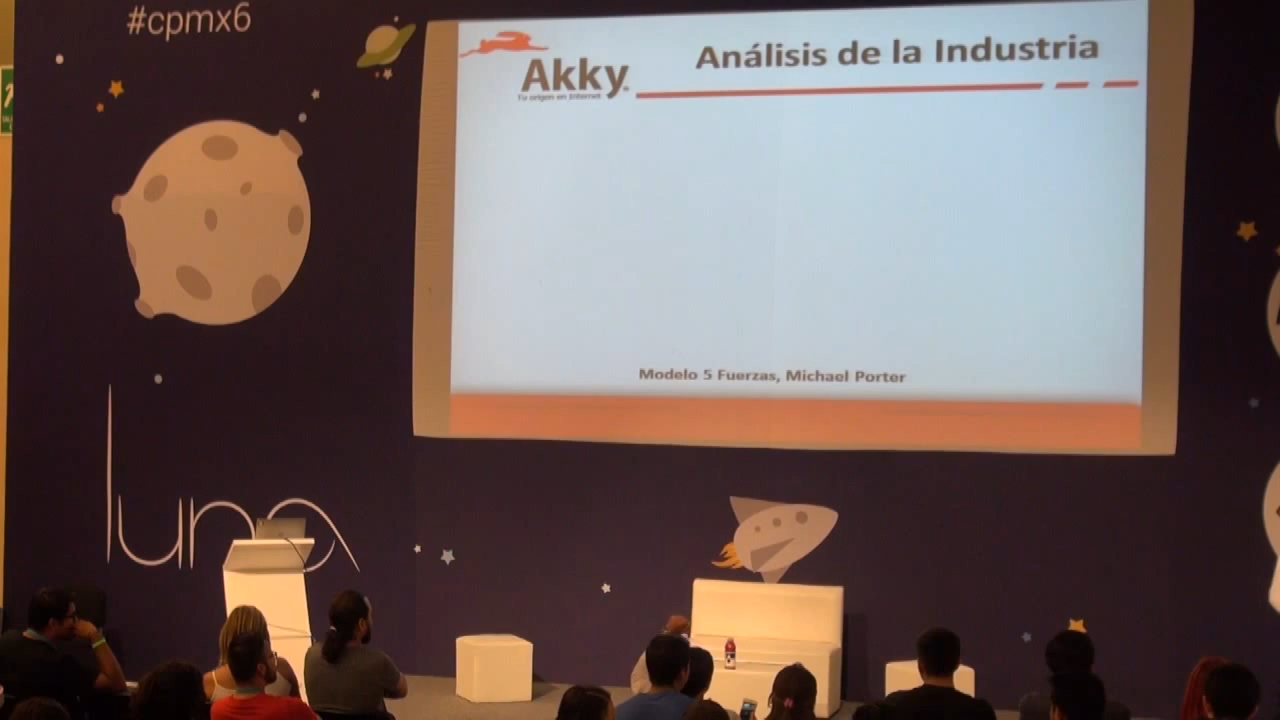 #cpmx6
Akky
Tu origen en Internet
Análisis de la Industria
Modelo 5 Fuerzas, Michael Porter
luna